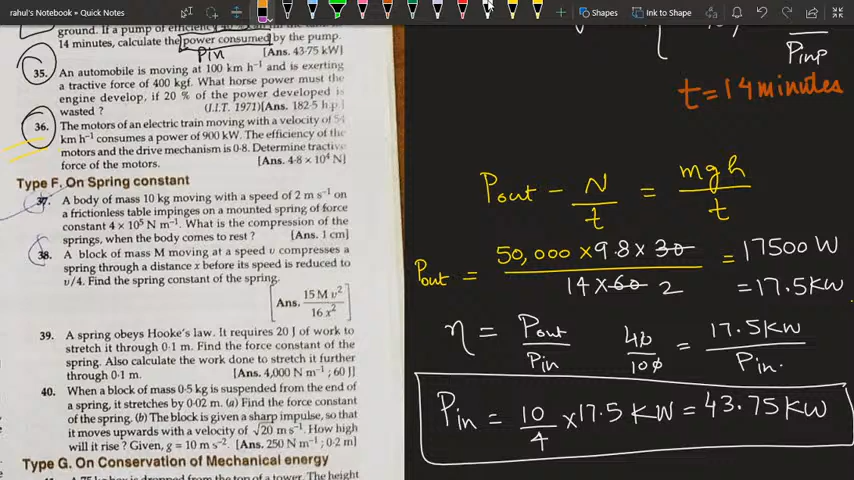 rahul's Notebook • Quick Notes
Shapes
Ink to Shape
ground. If a pump of
14 minutes, calculate the power consumed by the pump.
Pin
[Ans. 43·75 kW]
35. An automobile is moving at 100 km h⁻¹ and is exerting
a tractive force of 400 kgf. What horse power must the
engine develop, if 20 % of the power developed is
wasted ? (I.I.T. 1971)[Ans. 182·5 h.p.]
36. The motors of an electric train moving with a velocity of 54
km h⁻¹ consumes a power of 900 kW. The efficiency of the
motors and the drive mechanism is 0·8. Determine tractive
force of the motors. [Ans. 4·8 × 10⁴ N]
Type F. On Spring constant
37. A body of mass 10 kg moving with a speed of 2 m s⁻¹ on
a frictionless table impinges on a mounted spring of force
constant 4 × 10⁵ N m⁻¹. What is the compression of the
springs, when the body comes to rest ? [Ans. 1 cm]
38. A block of mass M moving at a speed υ compresses a
spring through a distance x before its speed is reduced to
υ/4. Find the spring constant of the spring.
[Ans. 15 M υ² / 16 x²]
39. A spring obeys Hooke's law. It requires 20 J of work to
stretch it through 0·1 m. Find the force constant of the
spring. Also calculate the work done to stretch it further
through 0·1 m. [Ans. 4,000 N m⁻¹ ; 60 J]
40. When a block of mass 0·5 kg is suspended from the end of
a spring, it stretches by 0·02 m. (a) Find the force constant
of the spring. (b) The block is given a sharp impulse, so that
it moves upwards with a velocity of √20 m s⁻¹. How high
will it rise ? Given, g = 10 m s⁻². [Ans. 250 N m⁻¹ ; 0·2 m]
Type G. On Conservation of Mechanical energy
dropped from the top of a tower. The height
Pinp
t = 14 minutes
Pout - N/t = mgh/t
Pout = 50,000 × 9.8 × 30 / 14 × 60 2 = 17500 W
= 17.5 KW
η = Pout/Pin 40/100 = 17.5 KW/Pin.
Pin = 10/4 × 17.5 KW = 43.75 KW